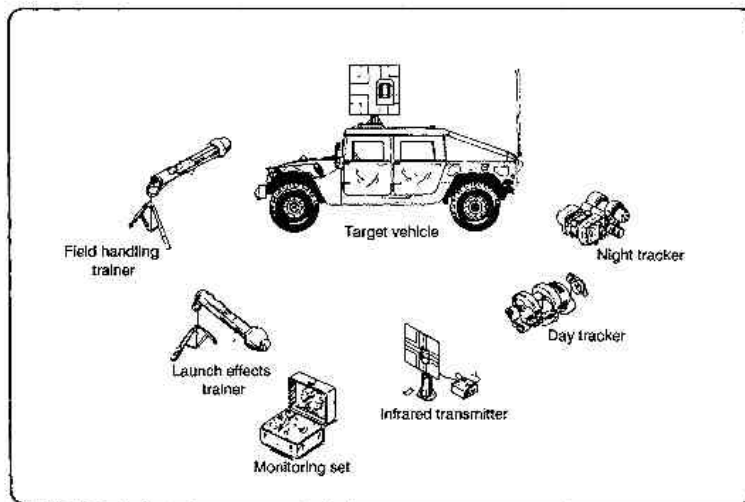 Target vehicle
Field handling
trainer
Night tracker
Day tracker
Launch effects
trainer
Infrared transmitter
Monitoring set